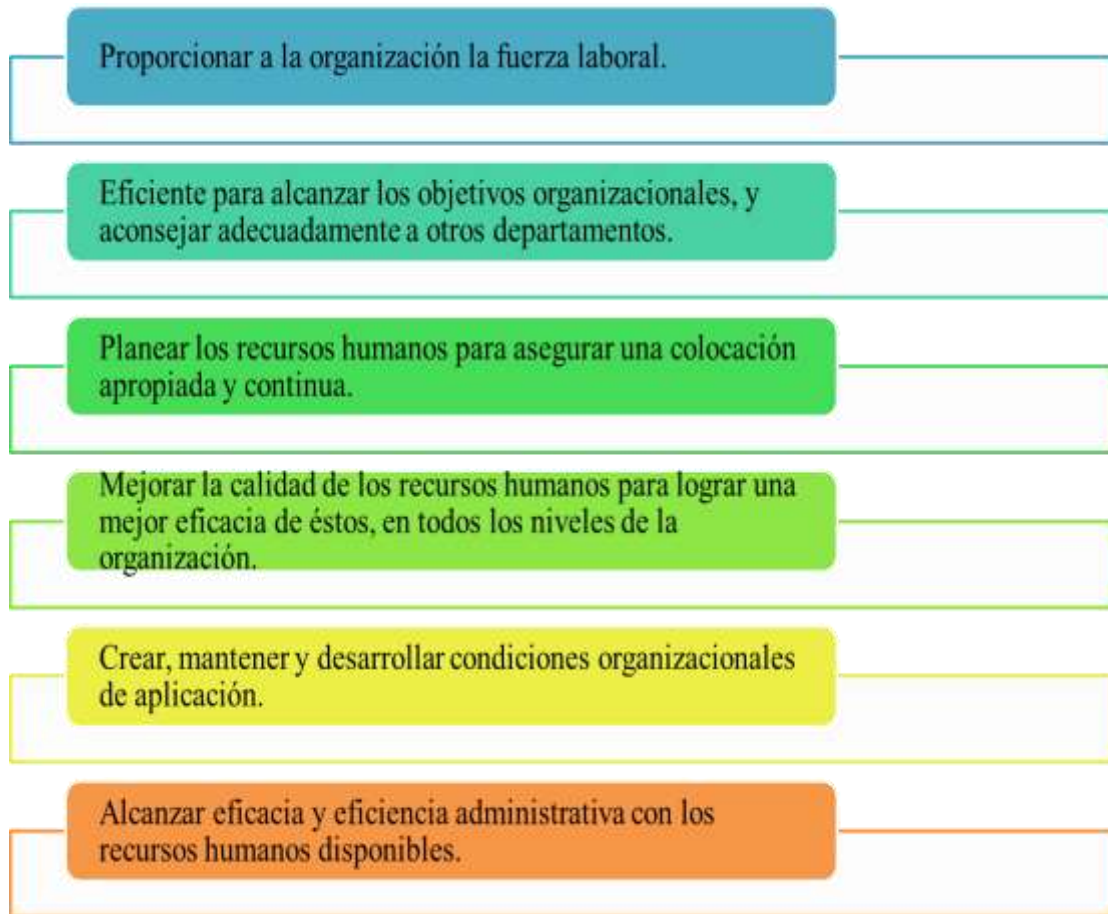 Proporcionar a la organización la fuerza laboral.
Eficiente para alcanzar los objetivos organizacionales, y
aconsejar adecuadamente a otros departamentos.
Planear los recursos humanos para asegurar una colocación
apropiada y continua.
Mejorar la calidad de los recursos humanos para lograr una
mejor eficacia de éstos, en todos los niveles de la
organización.
Crear, mantener y desarrollar condiciones organizacionales
de aplicación.
Alcanzar eficacia y eficiencia administrativa con los
recursos humanos disponibles.